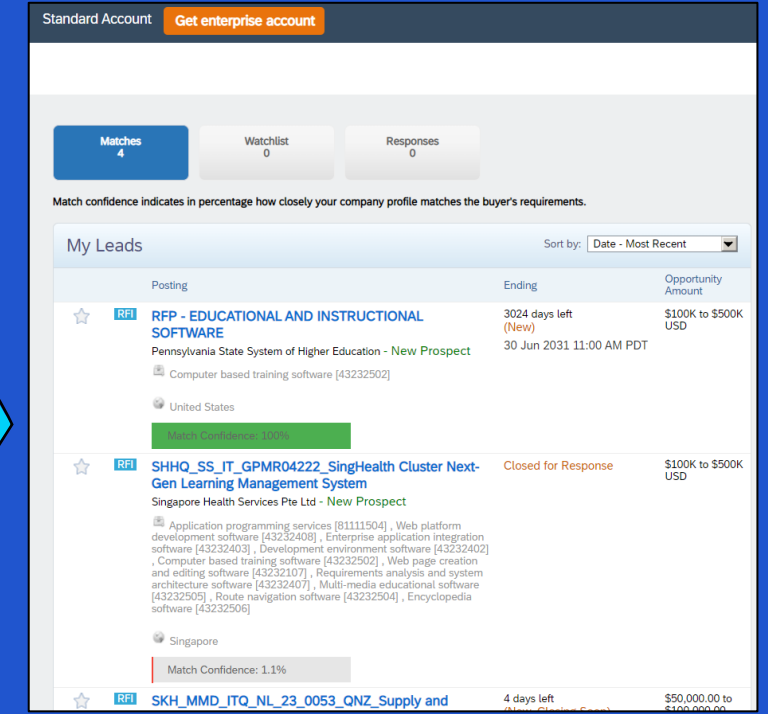 Standard Account Get enterprise account
Matches
4
Watchlist
0
Responses
0
Match confidence indicates in percentage how closely your company profile matches the buyer's requirements.
My Leads
Sort by: Date - Most Recent
Posting Ending Opportunity
Amount
RFI
RFP - EDUCATIONAL AND INSTRUCTIONAL
SOFTWARE
Pennsylvania State System of Higher Education - New Prospect
Computer based training software [43232502]
United States
Match Confidence: 100%
3024 days left
(New)
30 Jun 2031 11:00 AM PDT
$100K to $500K
USD
RFI
SHHQ_SS_IT_GPMR04222_SingHealth Cluster Next-
Gen Learning Management System
Singapore Health Services Pte Ltd - New Prospect
Application programming services [81111504] , Web platform
development software [43232408] , Enterprise application integration
software [43232403] , Development environment software [43232402]
, Computer based training software [43232502] , Web page creation
and editing software [43232107] , Requirements analysis and system
architecture software [43232407] , Multi-media educational software
[43232505] , Route navigation software [43232504] , Encyclopedia
software [43232506]
Singapore
Match Confidence: 1.1%
Closed for Response
$100K to $500K
USD
RFI
SKH_MMD_ITQ_NL_23_0053_QNZ_Supply and
4 days left
(New, Closing Soon)
$50,000.00 to
$100,000.00